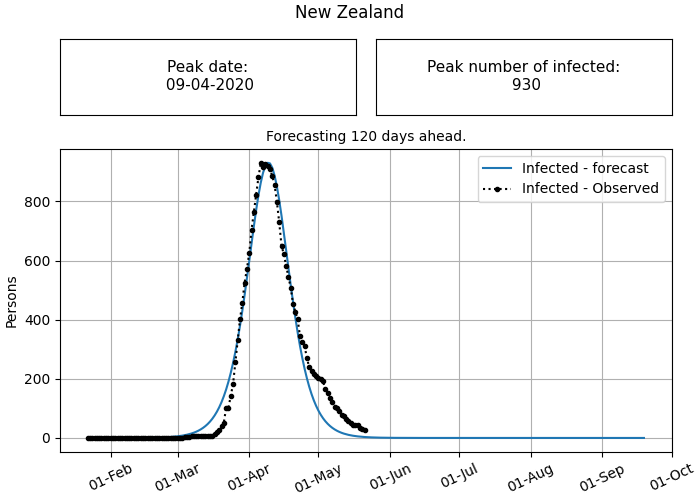 New Zealand
Peak date:
09-04-2020
Peak number of infected:
930
Forecasting 120 days ahead.
Infected - forecast
Infected - Observed
Persons
800
600
400
200
0
01-Feb
01-Mar
01-Apr
01-May
01-Jun
01-Jul
01-Aug
01-Sep
01-Oct